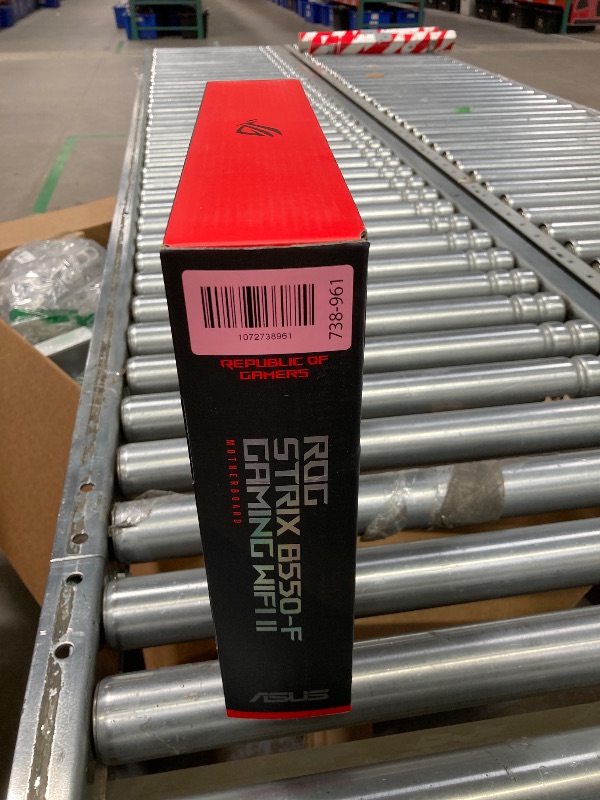 1072738961
738-961
REPUBLIC OF
GAMERS
ROG
STRIX B550-F
GAMING WIFI II
MOTHERBOARD
ASUS